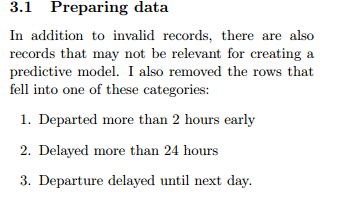 3.1 Preparing data
In addition to invalid records, there are also
records that may not be relevant for creating a
predictive model. I also removed the rows that
fell into one of these categories:
1. Departed more than 2 hours early
2. Delayed more than 24 hours
3. Departure delayed until next day.